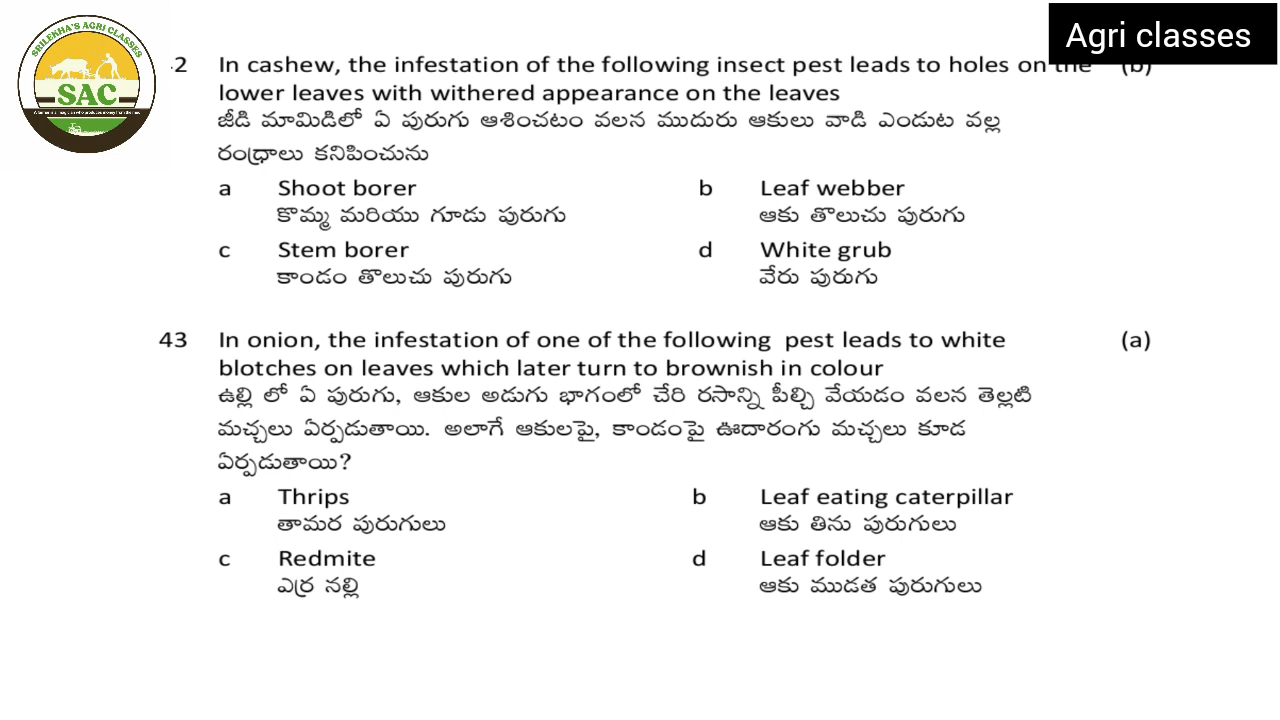 Agri classes
SRILEKHA'S AGRI CLASSES
SAC
.2 In cashew, the infestation of the following insect pest leads to holes on the (b)
lower leaves with withered appearance on the leaves
జీడి మామిడిలో ఏ పురుగు ఆశించటం వలన ముదురు ఆకులు వాడి ఎండుట వల్ల
రంధ్రాలు కనిపించును
a Shoot borer b Leaf webber
కొమ్మ మరియు గూడు పురుగు ఆకు తొలుచు పురుగు
c Stem borer d White grub
కాండం తొలుచు పురుగు వేరు పురుగు
43 In onion, the infestation of one of the following pest leads to white (a)
blotches on leaves which later turn to brownish in colour
ఉల్లి లో ఏ పురుగు, ఆకుల అడుగు భాగంలో చేరి రసాన్ని పీల్చి వేయడం వలన తెల్లటి
మచ్చలు ఏర్పడుతాయి. అలాగే ఆకులపై, కాండంపై ఊదారంగు మచ్చలు కూడ
ఏర్పడుతాయి?
a Thrips b Leaf eating caterpillar
తామర పురుగులు ఆకు తిను పురుగులు
c Redmite d Leaf folder
ఎర్ర నల్లి ఆకు ముడత పురుగులు